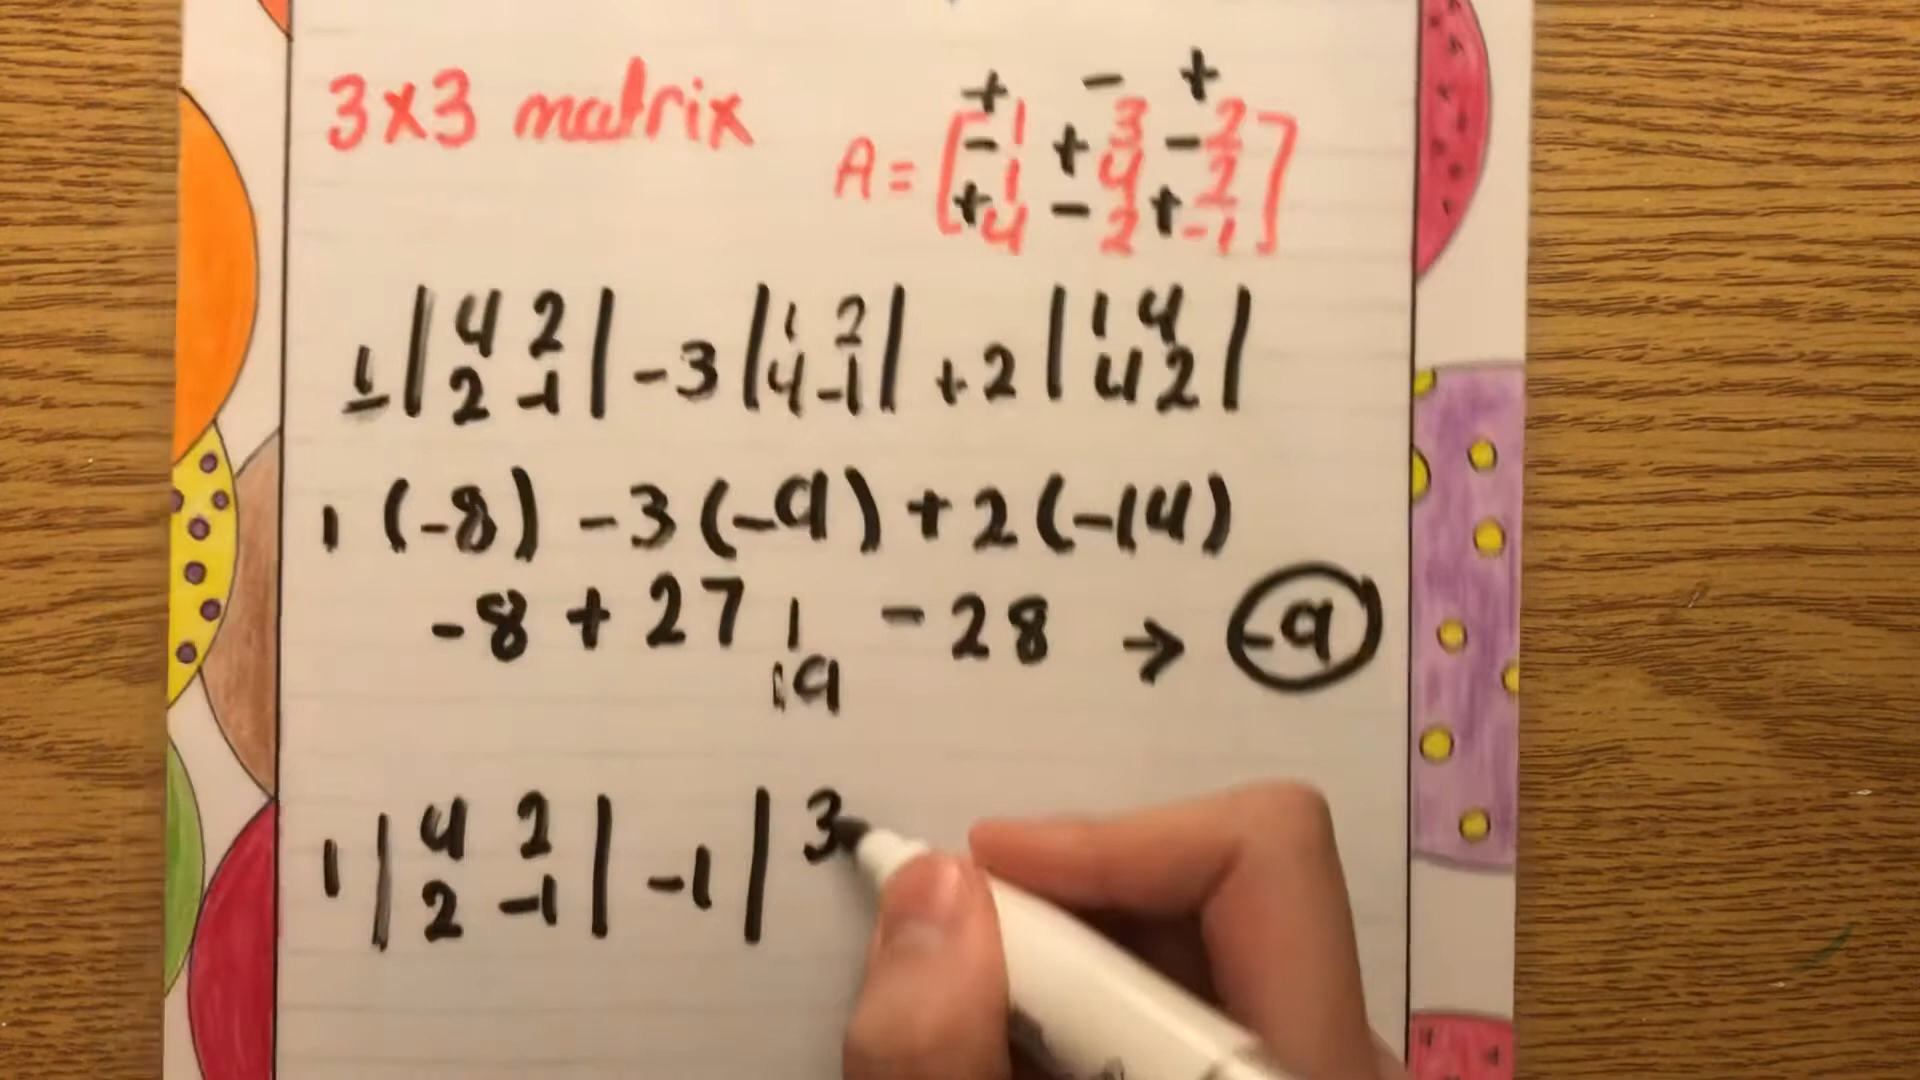 3x3 matrix
+ - +
A = [ - 1 + 3 - 2
1 4 2
+ 4 - 2 + -1 ]
1 | 4 2 | - 3 | 1 2 | + 2 | 1 4 |
2 -1 4 -1 4 2
1 (-8) - 3 (-9) + 2 (-14)
-8 + 27 - 28 → -9
19
1 | 4 2 | -1 | 3
2 -1